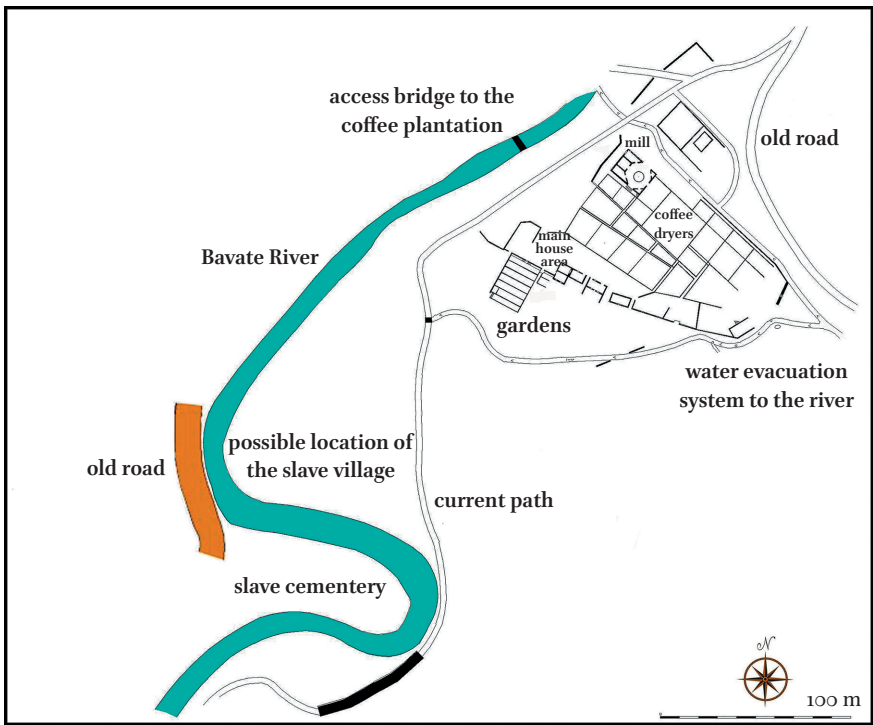 access bridge to the
coffee plantation
old road
mill
coffee
dryers
main
house
area
Bavate River
gardens
water evacuation
system to the river
possible location of
the slave village
old road
current path
slave cementery
N
100 m